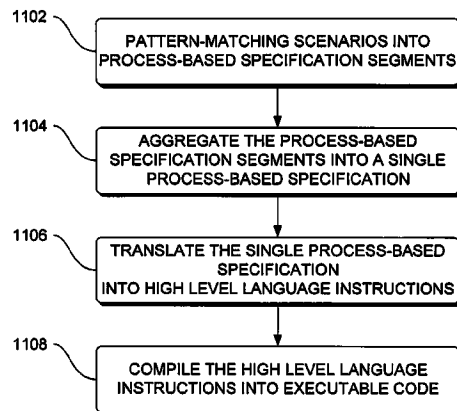 1102
PATTERN-MATCHING SCENARIOS INTO
PROCESS-BASED SPECIFICATION SEGMENTS
1104
AGGREGATE THE PROCESS-BASED
SPECIFICATION SEGMENTS INTO A SINGLE
PROCESS-BASED SPECIFICATION
1106
TRANSLATE THE SINGLE PROCESS-BASED
SPECIFICATION
INTO HIGH LEVEL LANGUAGE INSTRUCTIONS
1108
COMPILE THE HIGH LEVEL LANGUAGE
INSTRUCTIONS INTO EXECUTABLE CODE